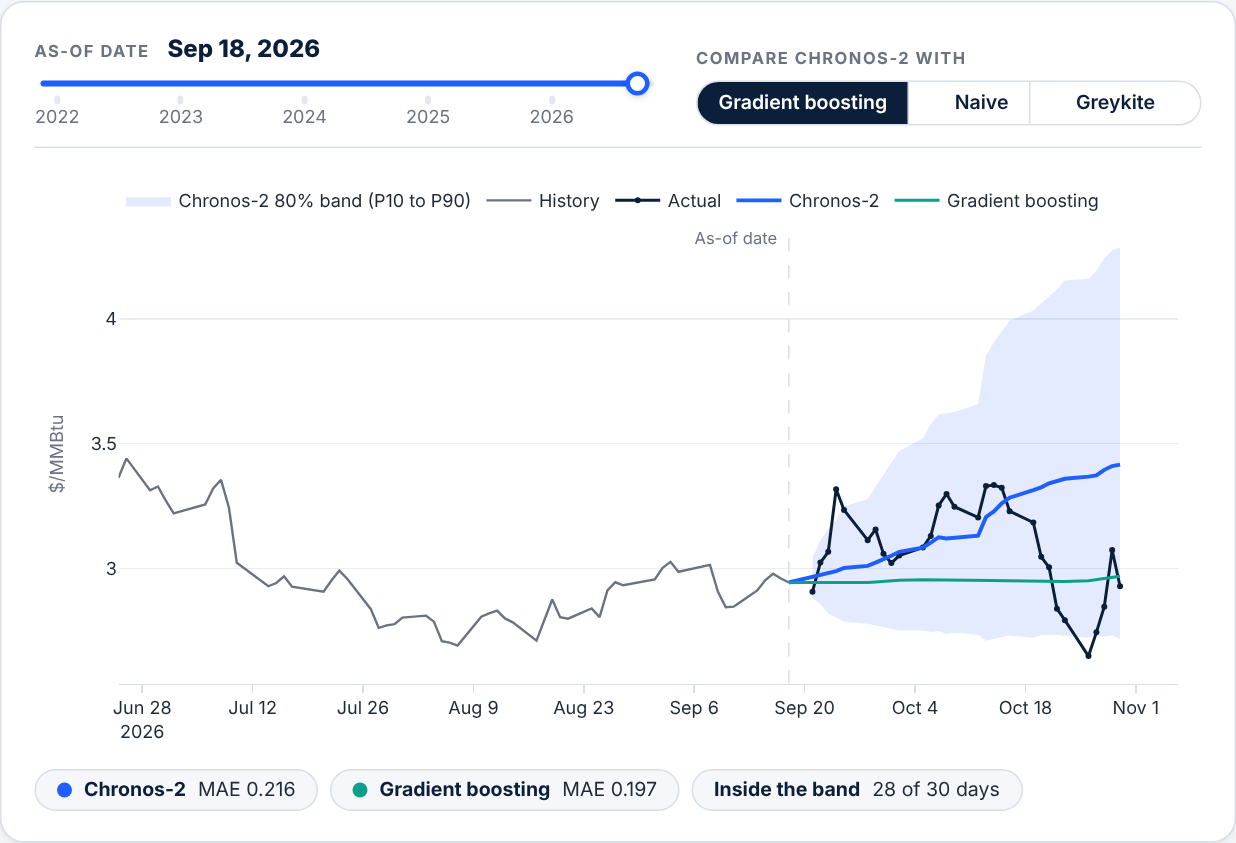 AS-OF DATE Sep 18, 2026
COMPARE CHRONOS-2 WITH
Gradient boosting Naive Greykite
2022 2023 2024 2025 2026
Chronos-2 80% band (P10 to P90) History Actual Chronos-2 Gradient boosting
As-of date
4
3.5
3
$/MMBtu
Jun 28 Jul 12 Jul 26 Aug 9 Aug 23 Sep 6 Sep 20 Oct 4 Oct 18 Nov 1
2026
Chronos-2 MAE 0.216 Gradient boosting MAE 0.197 Inside the band 28 of 30 days